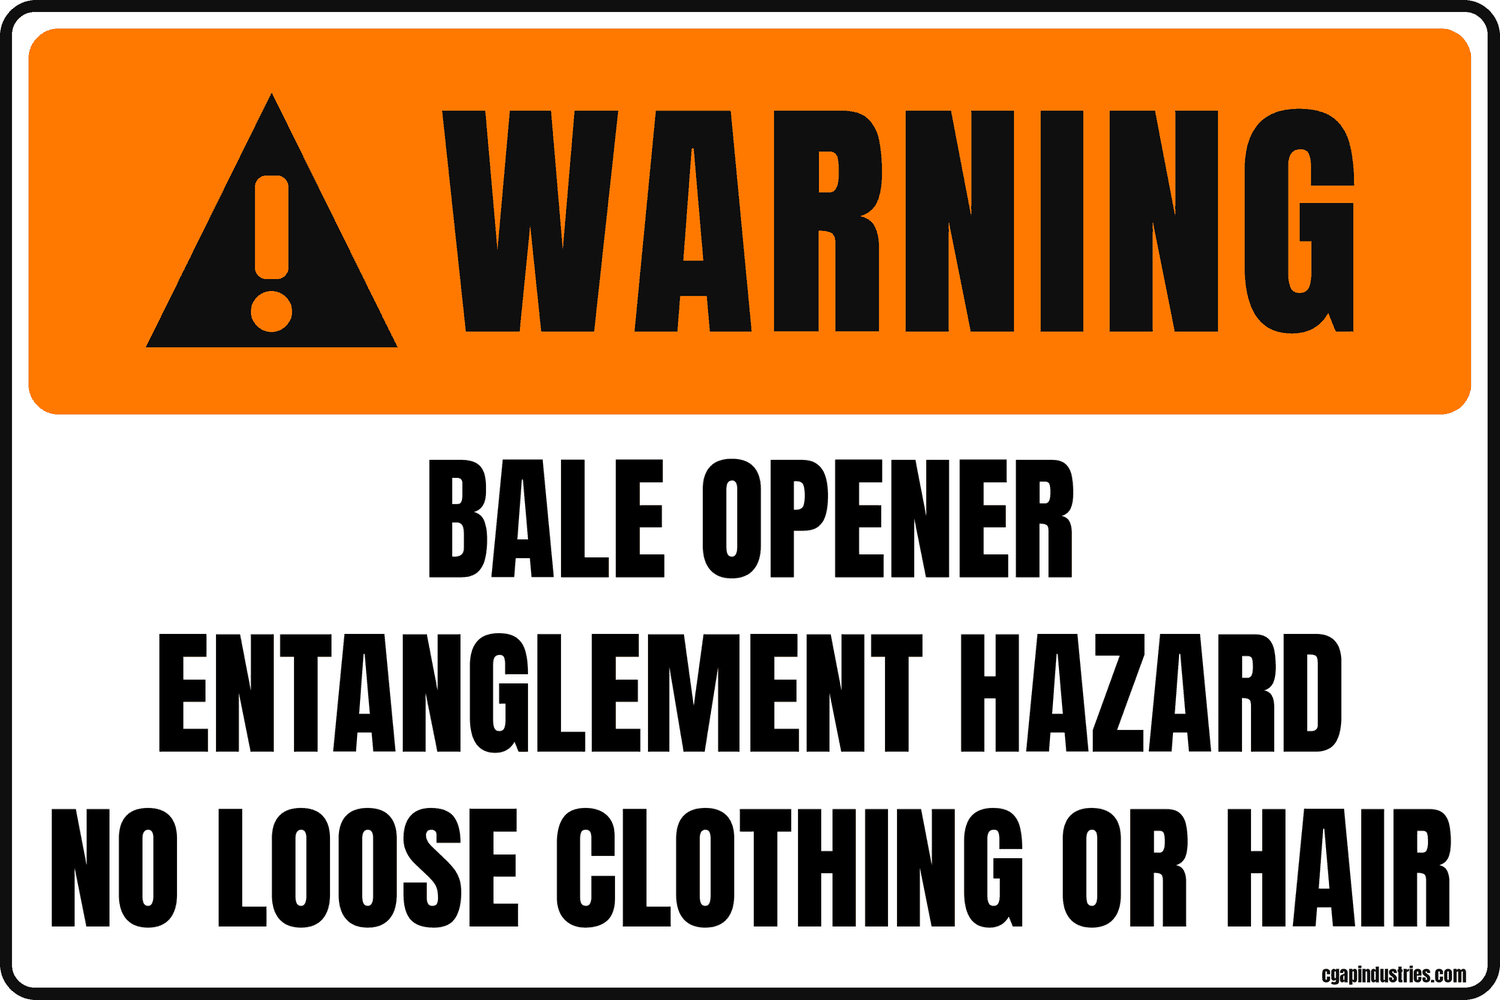 WARNING
BALE OPENER
ENTANGLEMENT HAZARD
NO LOOSE CLOTHING OR HAIR
cgapindustries.com